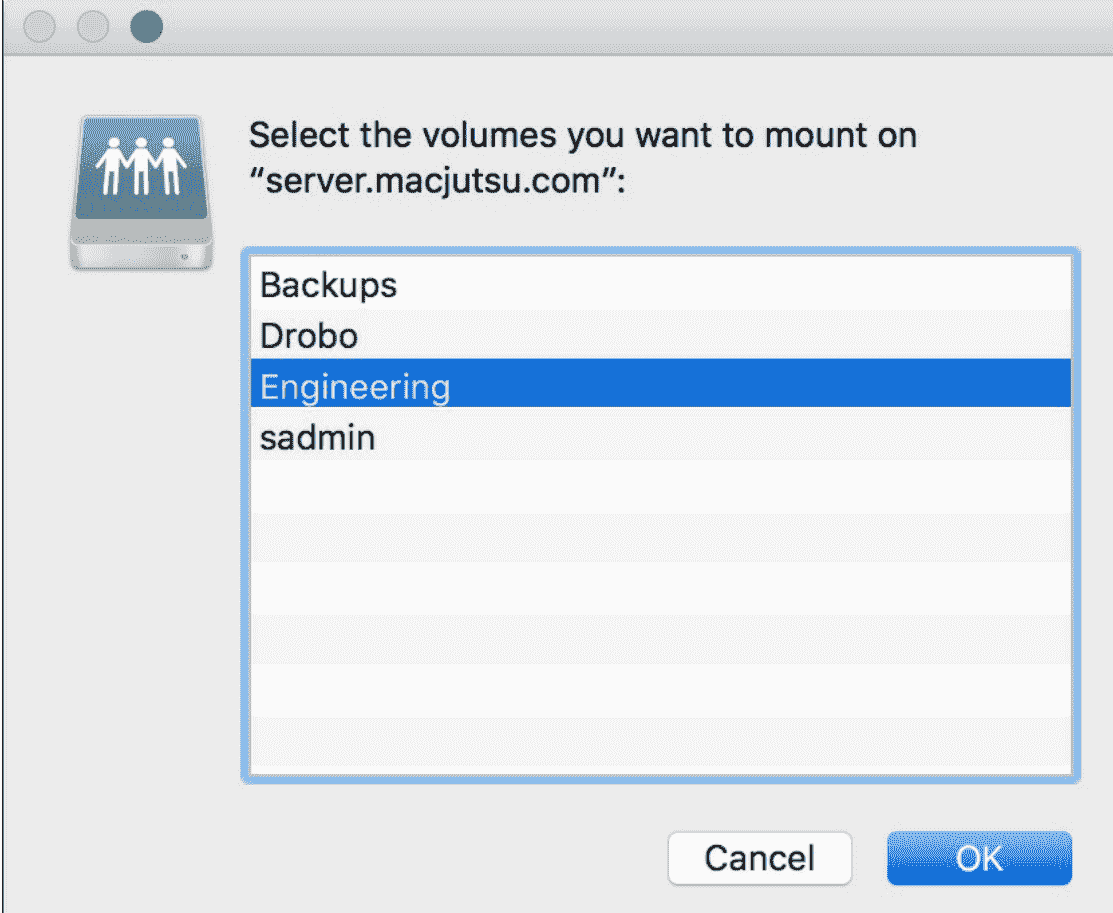 Select the volumes you want to mount on
“server.macjutsu.com”:
Backups
Drobo
Engineering
sadmin
Cancel
OK